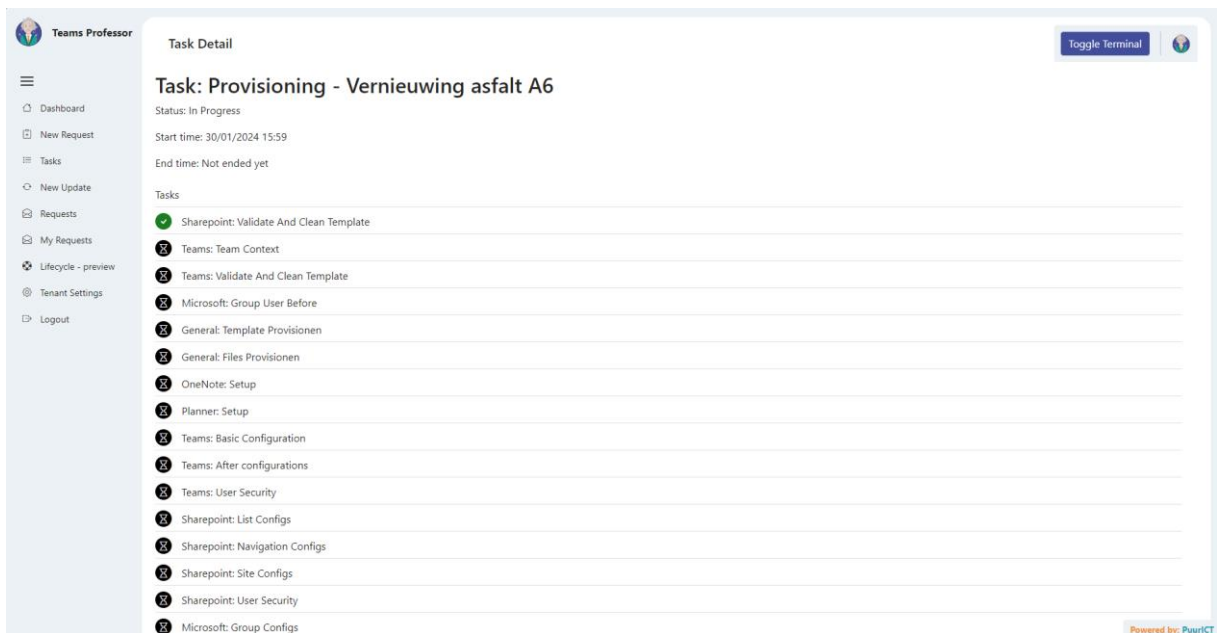 Teams Professor
Dashboard
New Request
Tasks
New Update
Requests
My Requests
Lifecycle - preview
Tenant Settings
Logout
Task Detail
Toggle Terminal
Task: Provisioning - Vernieuwing asfalt A6
Status: In Progress
Start time: 30/01/2024 15:59
End time: Not ended yet
Tasks
Sharepoint: Validate And Clean Template
Teams: Team Context
Teams: Validate And Clean Template
Microsoft: Group User Before
General: Template Provisionen
General: Files Provisionen
OneNote: Setup
Planner: Setup
Teams: Basic Configuration
Teams: After configurations
Teams: User Security
Sharepoint: List Configs
Sharepoint: Navigation Configs
Sharepoint: Site Configs
Sharepoint: User Security
Microsoft: Group Configs
Powered by: PuurICT